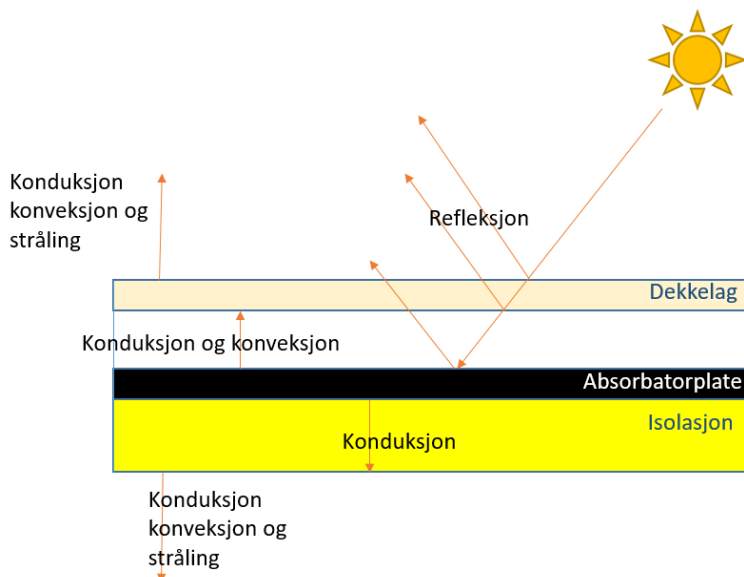 Konduksjon
konveksjon og
stråling
Refleksjon
Dekkelag
Konduksjon og konveksjon
Absorbatorplate
Isolasjon
Konduksjon
Konduksjon
konveksjon og
stråling